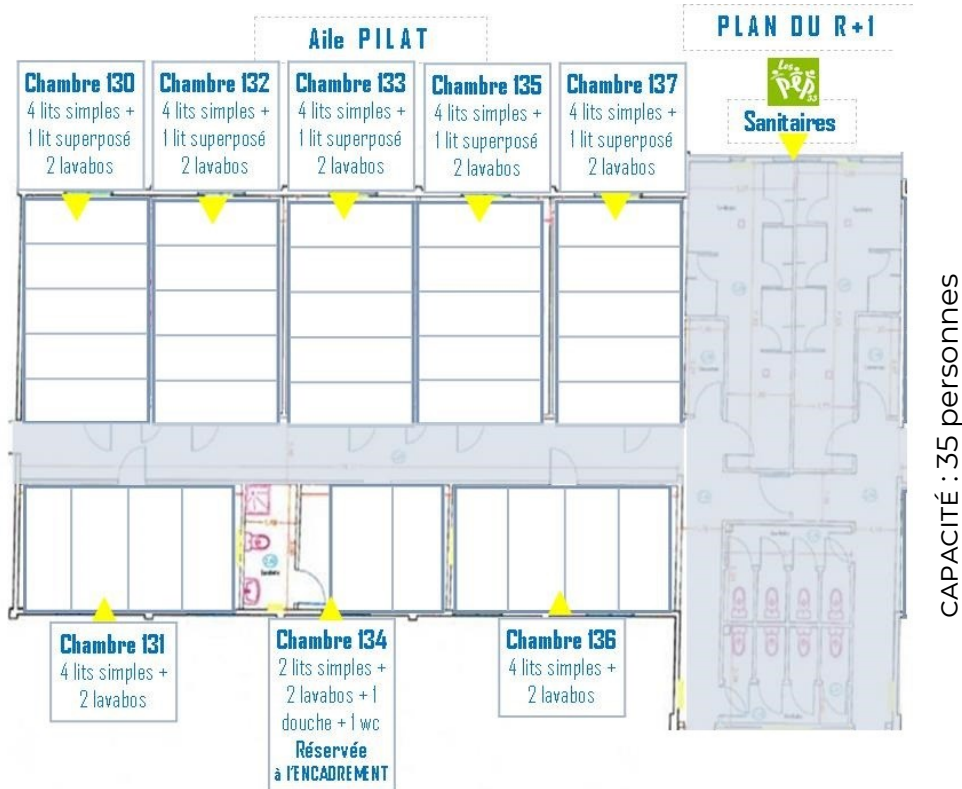 Aile PILAT
PLAN DU R+1
Les
PEP 33
Sanitaires
Chambre 130
4 lits simples +
1 lit superposé
2 lavabos
Chambre 132
4 lits simples +
1 lit superposé
2 lavabos
Chambre 133
4 lits simples +
1 lit superposé
2 lavabos
Chambre 135
4 lits simples +
1 lit superposé
2 lavabos
Chambre 137
4 lits simples +
1 lit superposé
2 lavabos
CAPACITÉ : 35 personnes
Chambre 131
4 lits simples +
2 lavabos
Chambre 134
2 lits simples +
2 lavabos + 1
douche + 1 wc
Réservée
à l'ENCADREMENT
Chambre 136
4 lits simples +
2 lavabos